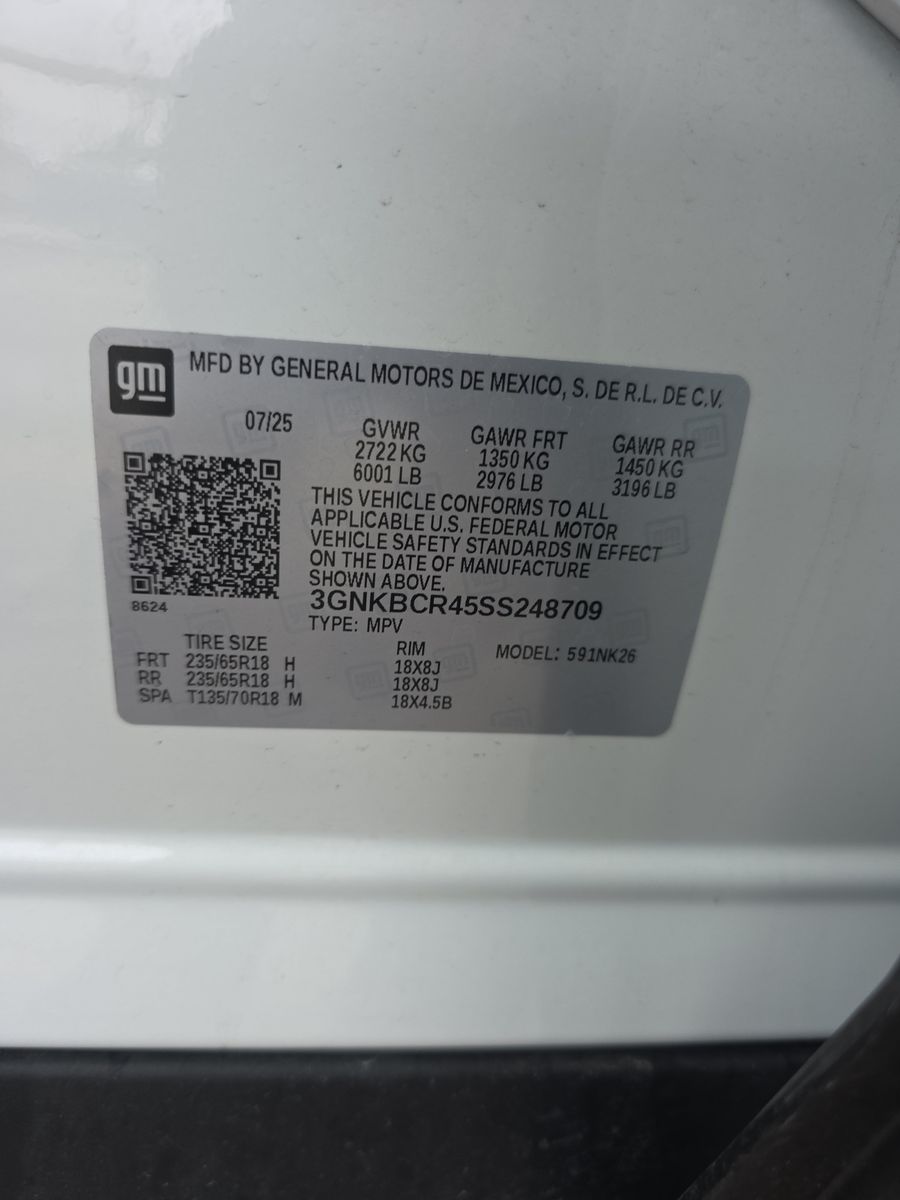 gm
MFD BY GENERAL MOTORS DE MEXICO, S. DE R.L. DE C.V.
07/25
GVWR GAWR FRT GAWR RR
2722 KG 1350 KG 1450 KG
6001 LB 2976 LB 3196 LB
THIS VEHICLE CONFORMS TO ALL
APPLICABLE U.S. FEDERAL MOTOR
VEHICLE SAFETY STANDARDS IN EFFECT
ON THE DATE OF MANUFACTURE
SHOWN ABOVE.
8624
3GNKBCR45SS248709
TYPE: MPV
TIRE SIZE RIM MODEL: 591NK26
FRT 235/65R18 H 18X8J
RR 235/65R18 H 18X8J
SPA T135/70R18 M 18X4.5B